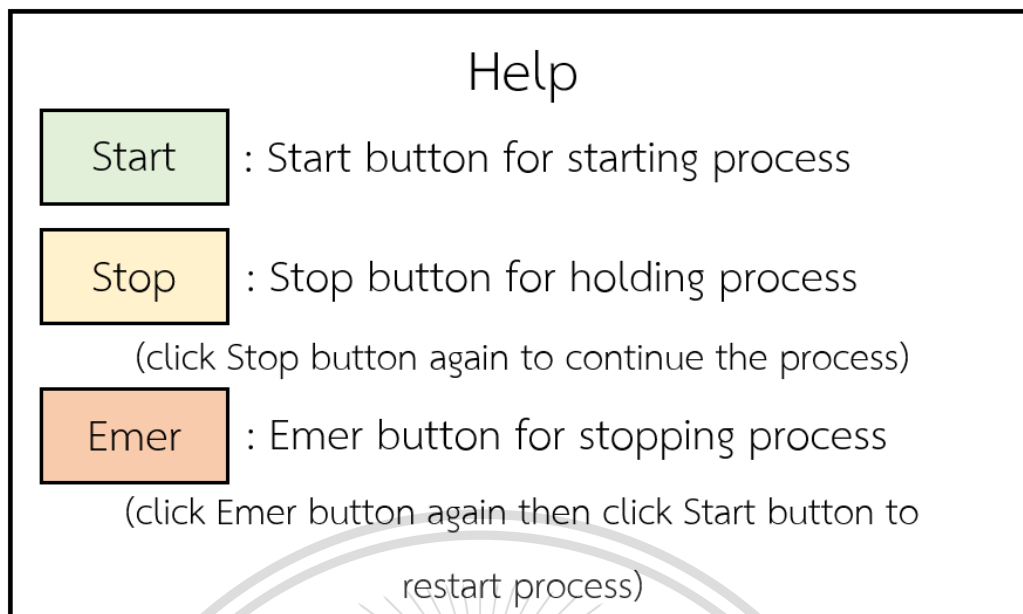 Help
Start : Start button for starting process
Stop : Stop button for holding process
(click Stop button again to continue the process)
Emer : Emer button for stopping process
(click Emer button again then click Start button to
restart process)